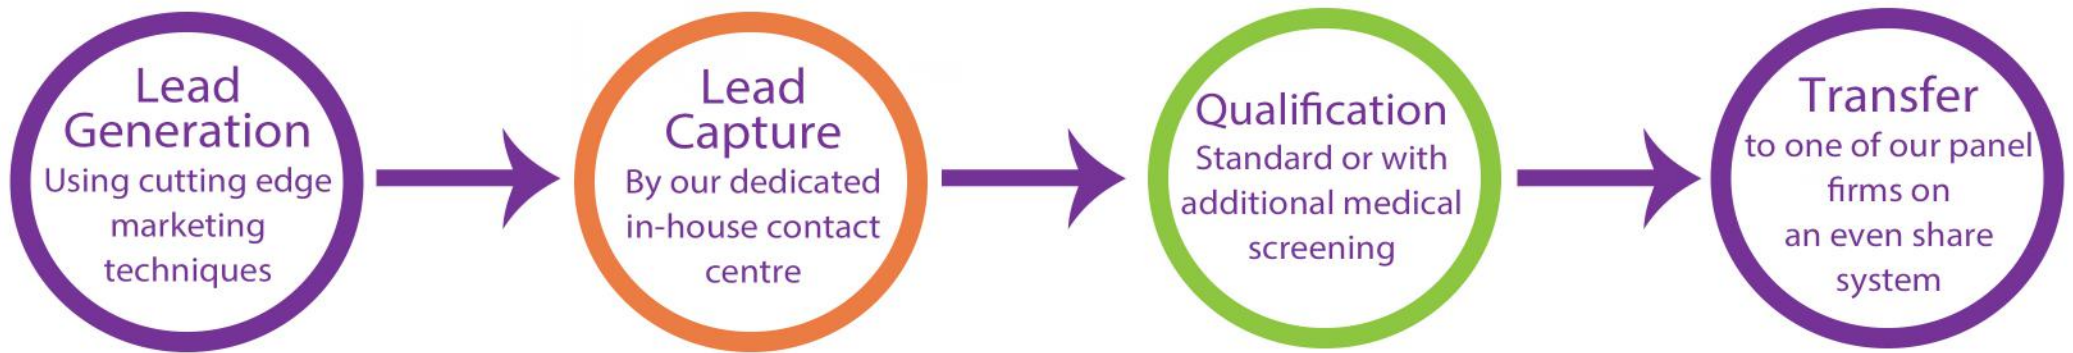 Lead
Generation
Using cutting edge
marketing
techniques
Lead
Capture
By our dedicated
in-house contact
centre
Qualification
Standard or with
additional medical
screening
Transfer
to one of our panel
firms on
an even share
system